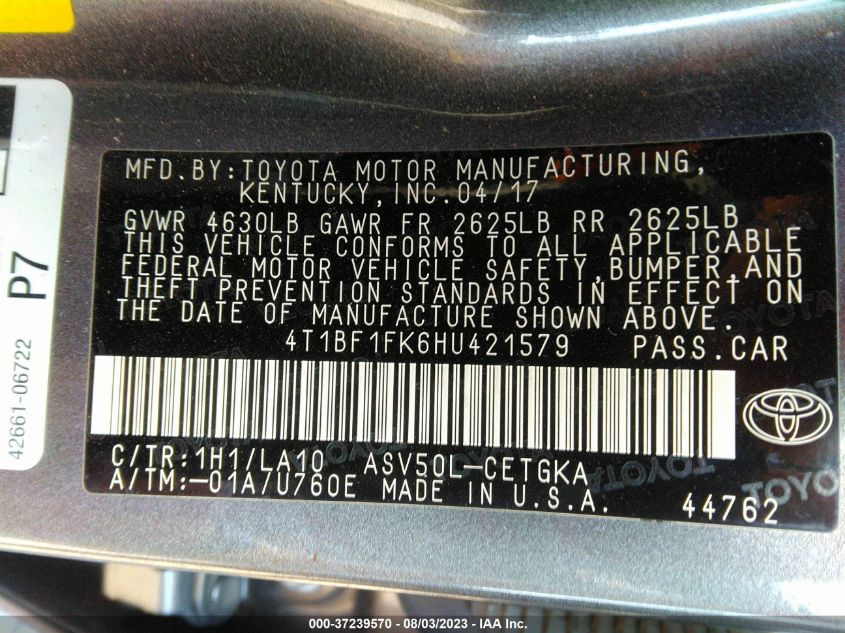 MFD.BY:TOYOTA MOTOR MANUFACTURING,
KENTUCKY,INC.04/17
GVWR 4630LB GAWR FR 2625LB RR 2625LB
THIS VEHICLE CONFORMS TO ALL APPLICABLE
FEDERAL MOTOR VEHICLE SAFETY,BUMPER,AND
THEFT PREVENTION STANDARDS IN EFFECT ON
THE DATE OF MANUFACTURE SHOWN ABOVE.
4T1BF1FK6HU421579 PASS.CAR
C/TR:1H1/LA10 ASV50L-CETGKA
A/TM:-01A/U760E MADE IN U.S.A.
44762
TOYOTA
P7
42661-06722
000-37239570 - 08/03/2023 - IAA Inc.